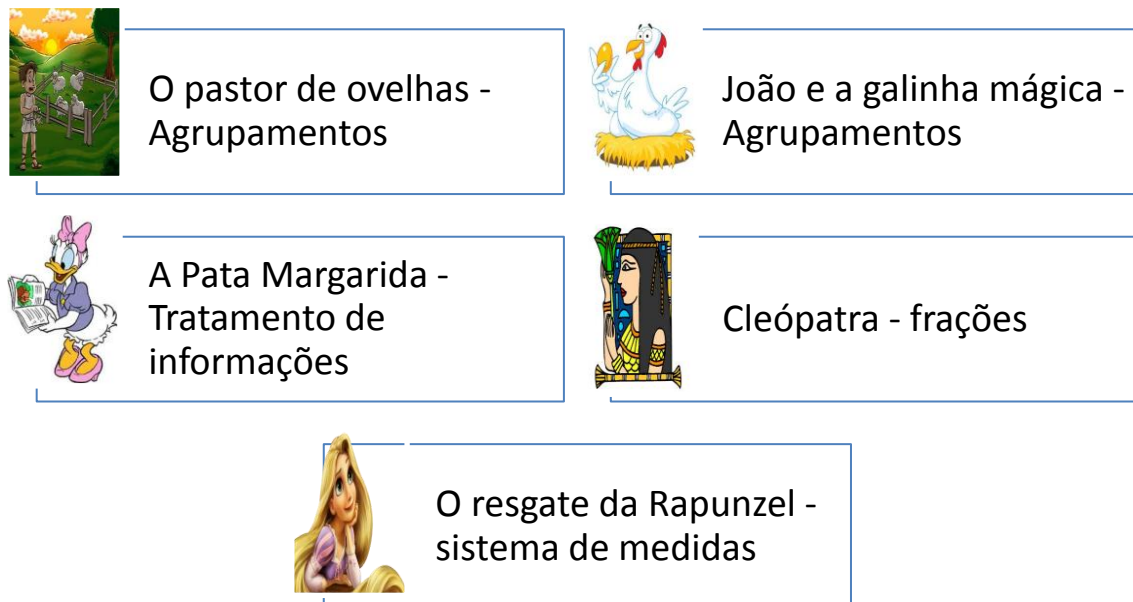 O pastor de ovelhas -
Agrupamentos
João e a galinha mágica -
Agrupamentos
A Pata Margarida -
Tratamento de
informações
Cleópatra - frações
O resgate da Rapunzel -
sistema de medidas